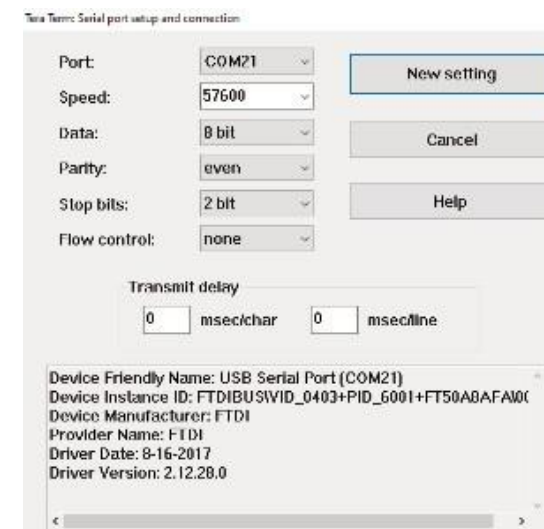 Tera Term: Serial port setup and connection
Port: COM21
New setting
Speed: 57600
Data: 8 bit
Cancel
Parity: even
Stop bits: 2 bit
Help
Flow control: none
Transmit delay
0 msec/char 0 msec/line
Device Friendly Name: USB Serial Port (COM21)
Device Instance ID: FTDIBUS\VID_0403+PID_6001+FT50A8AFA\0(
Device Manufacturer: FTDI
Provider Name: FTDI
Driver Date: 8-16-2017
Driver Version: 2.12.28.0